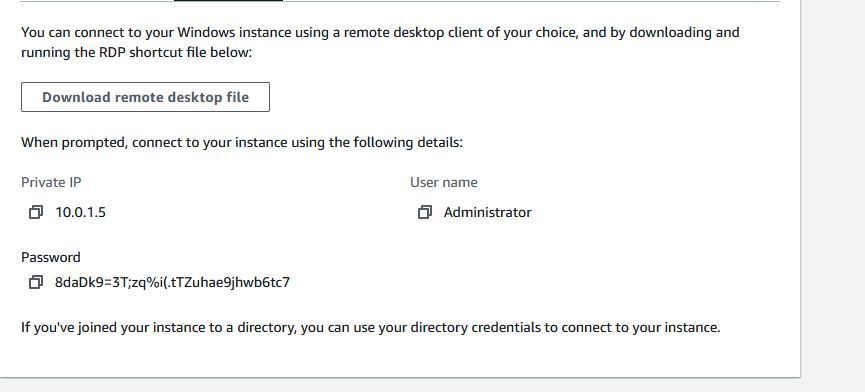 You can connect to your Windows instance using a remote desktop client of your choice, and by downloading and
running the RDP shortcut file below:
Download remote desktop file
When prompted, connect to your instance using the following details:
Private IP
User name
10.0.1.5
Administrator
Password
8daDk9=3T;zq%i(.tTZuhae9jhwb6tc7
If you've joined your instance to a directory, you can use your directory credentials to connect to your instance.